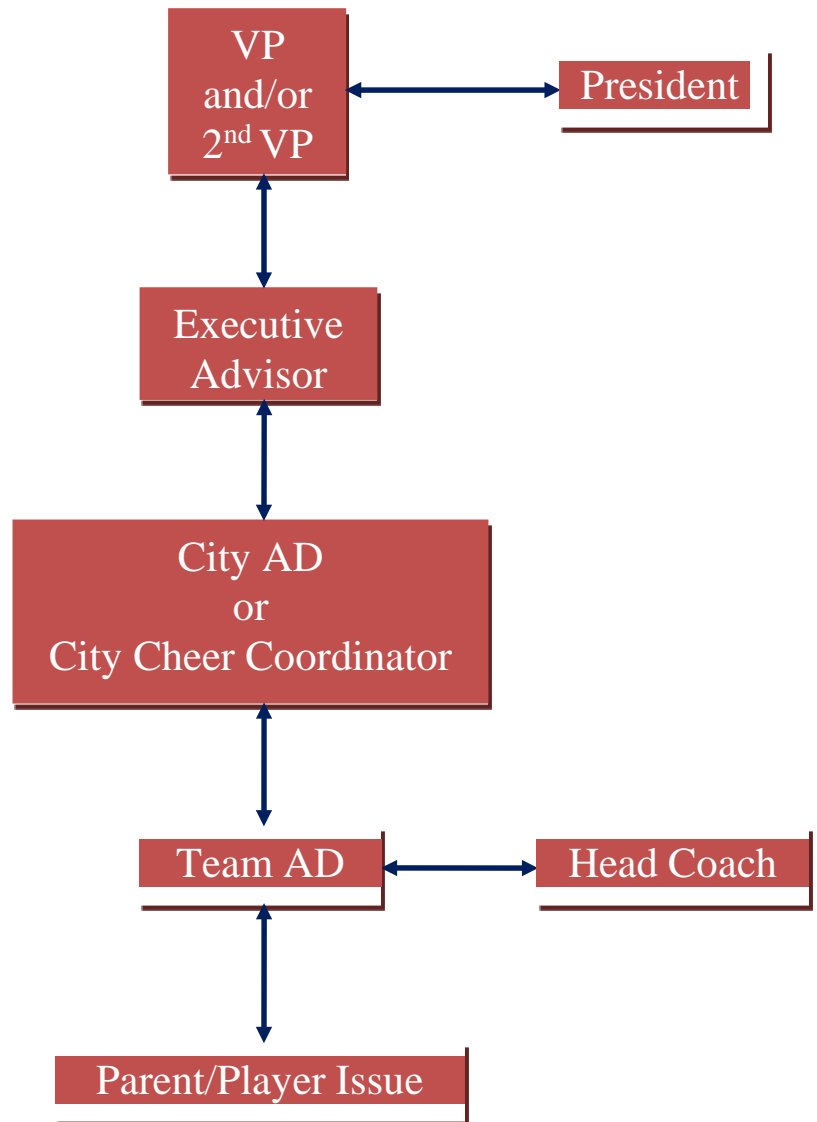 VP
and/or
2nd VP
President
Executive
Advisor
City AD
or
City Cheer Coordinator
Team AD
Head Coach
Parent/Player Issue